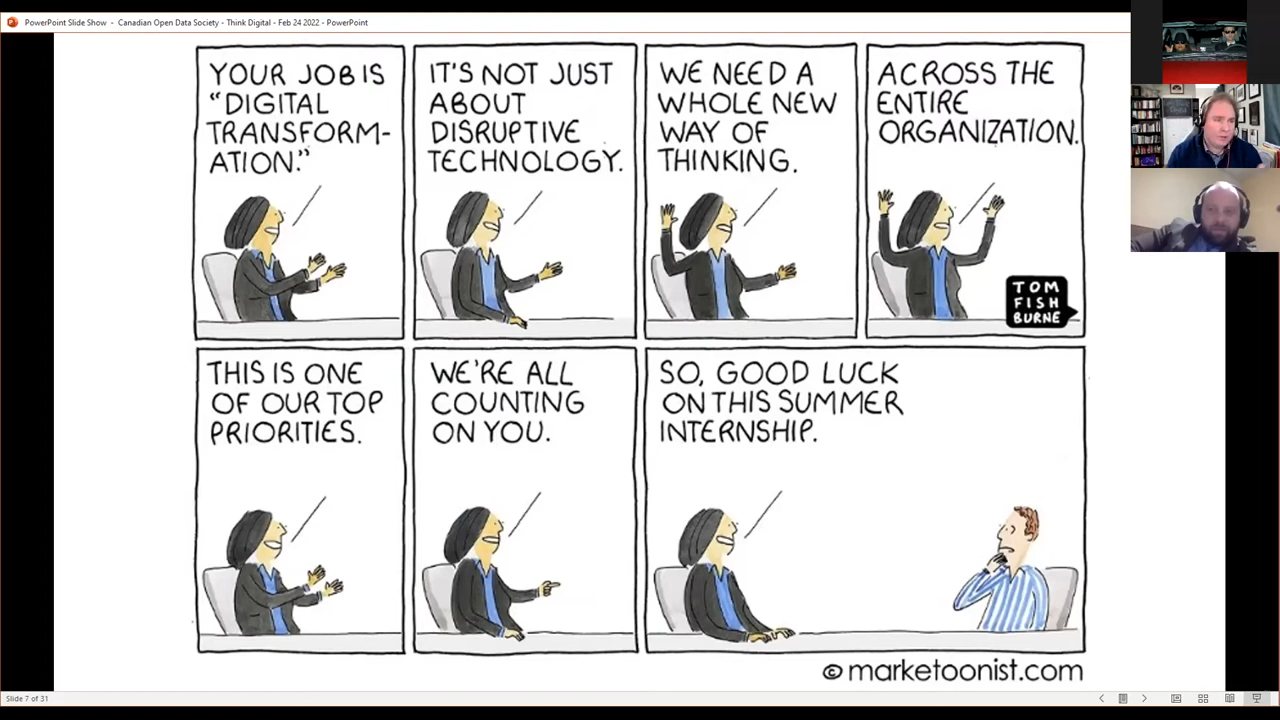 PowerPoint Slide Show - Canadian Open Data Society - Think Digital - Feb 24 2022 - PowerPoint
YOUR JOB IS
“DIGITAL
TRANSFORM-
ATION.”
IT'S NOT JUST
ABOUT
DISRUPTIVE
TECHNOLOGY.
WE NEED A
WHOLE NEW
WAY OF
THINKING.
ACROSS THE
ENTIRE
ORGANIZATION.
TOM
FISH
BURNE
THIS IS ONE
OF OUR TOP
PRIORITIES.
WE'RE ALL
COUNTING
ON YOU.
SO, GOOD LUCK
ON THIS SUMMER
INTERNSHIP.
© marketoonist.com
Slide 7 of 31